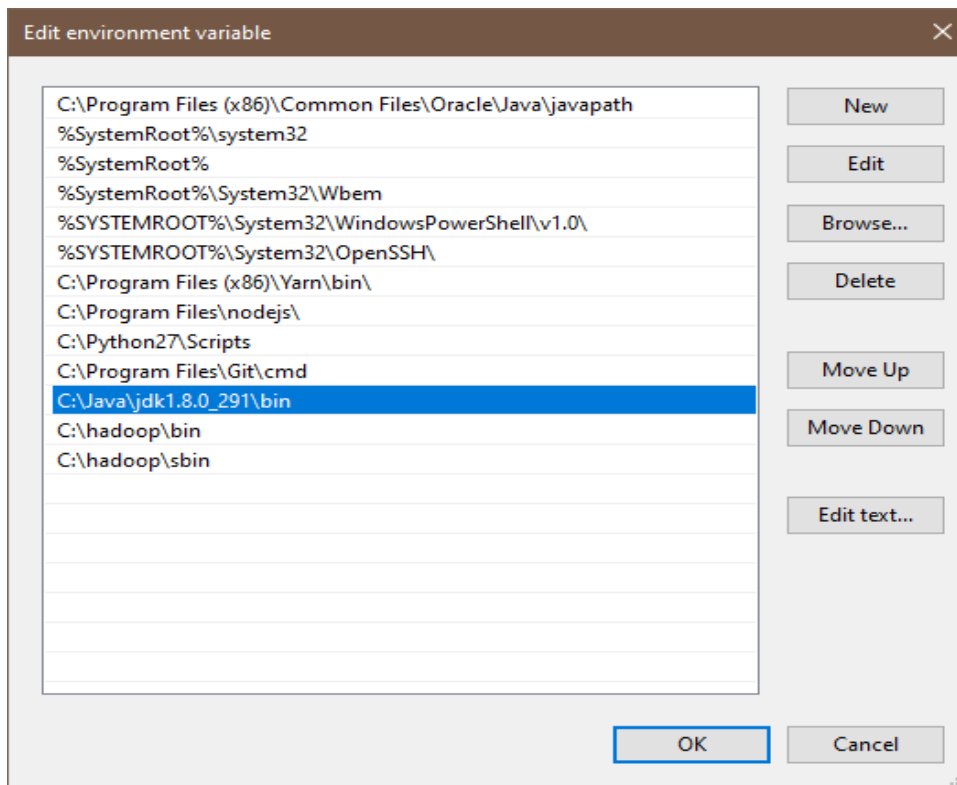 Edit environment variable
C:\Program Files (x86)\Common Files\Oracle\Java\javapath
%SystemRoot%\system32
%SystemRoot%
%SystemRoot%\System32\Wbem
%SYSTEMROOT%\System32\WindowsPowerShell\v1.0\
%SYSTEMROOT%\System32\OpenSSH\
C:\Program Files (x86)\Yarn\bin\
C:\Program Files\nodejs\
C:\Python27\Scripts
C:\Program Files\Git\cmd
C:\Java\jdk1.8.0_291\bin
C:\hadoop\bin
C:\hadoop\sbin
New
Edit
Browse...
Delete
Move Up
Move Down
Edit text...
OK
Cancel